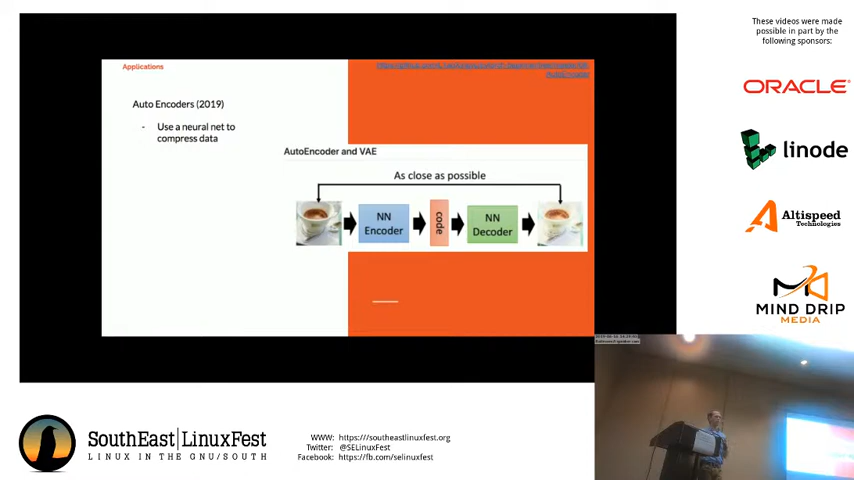 These videos were made
possible in part by the
following sponsors:
ORACLE
linode
Altispeed
Technologies
MIND DRIP
MEDIA
Applications
Auto Encoders (2019)
- Use a neural net to
compress data
AutoEncoder and VAE
As close as possible
NN
Encoder
code
NN
Decoder
SouthEast|LinuxFest
LINUX IN THE GNU/SOUTH
WWW: https:///southeastlinuxfest.org
Twitter: @SELinuxFest
Facebook: https://fb.com/selinuxfest